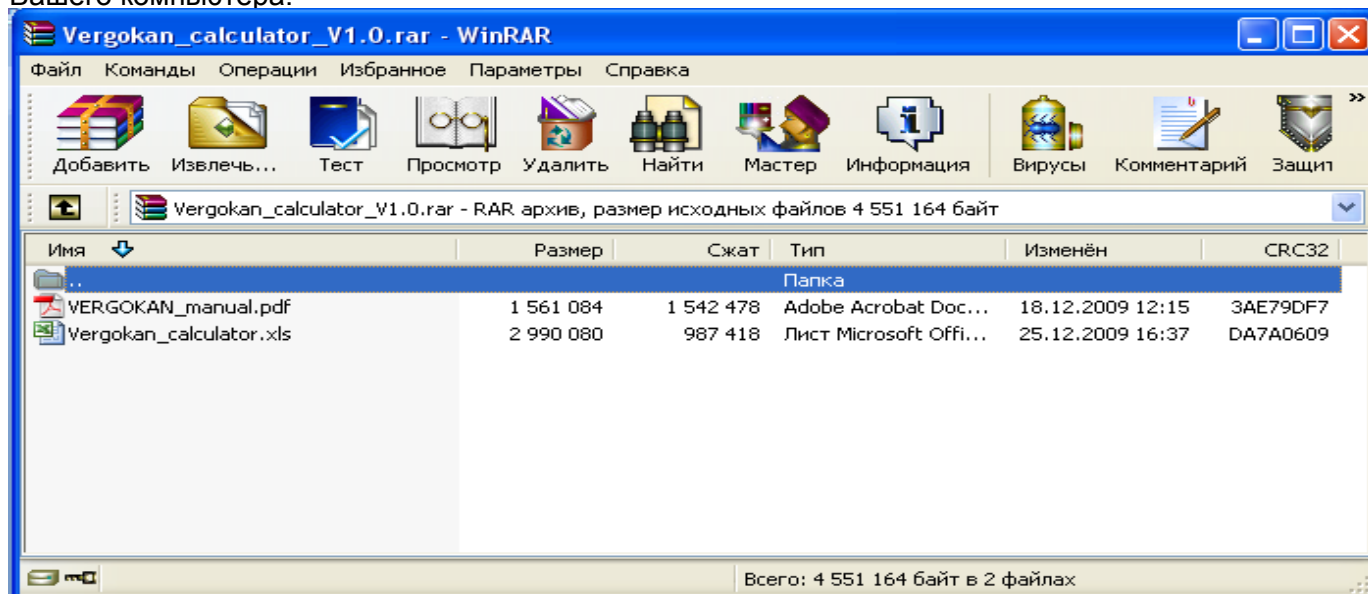 Вашего компьютера.
Vergokan_calculator_V1.0.rar - WinRAR
Файл Команды Операции Избранное Параметры Справка
Добавить Извлечь... Тест Просмотр Удалить Найти Мастер Информация Вирусы Комментарий Защит
»
Vergokan_calculator_V1.0.rar - RAR архив, размер исходных файлов 4 551 164 байт
Имя Размер Сжат Тип Изменён CRC32
.. Папка
VERGOKAN_manual.pdf 1 561 084 1 542 478 Adobe Acrobat Doc... 18.12.2009 12:15 3AE79DF7
Vergokan_calculator.xls 2 990 080 987 418 Лист Microsoft Offi... 25.12.2009 16:37 DA7A0609
Всего: 4 551 164 байт в 2 файлах